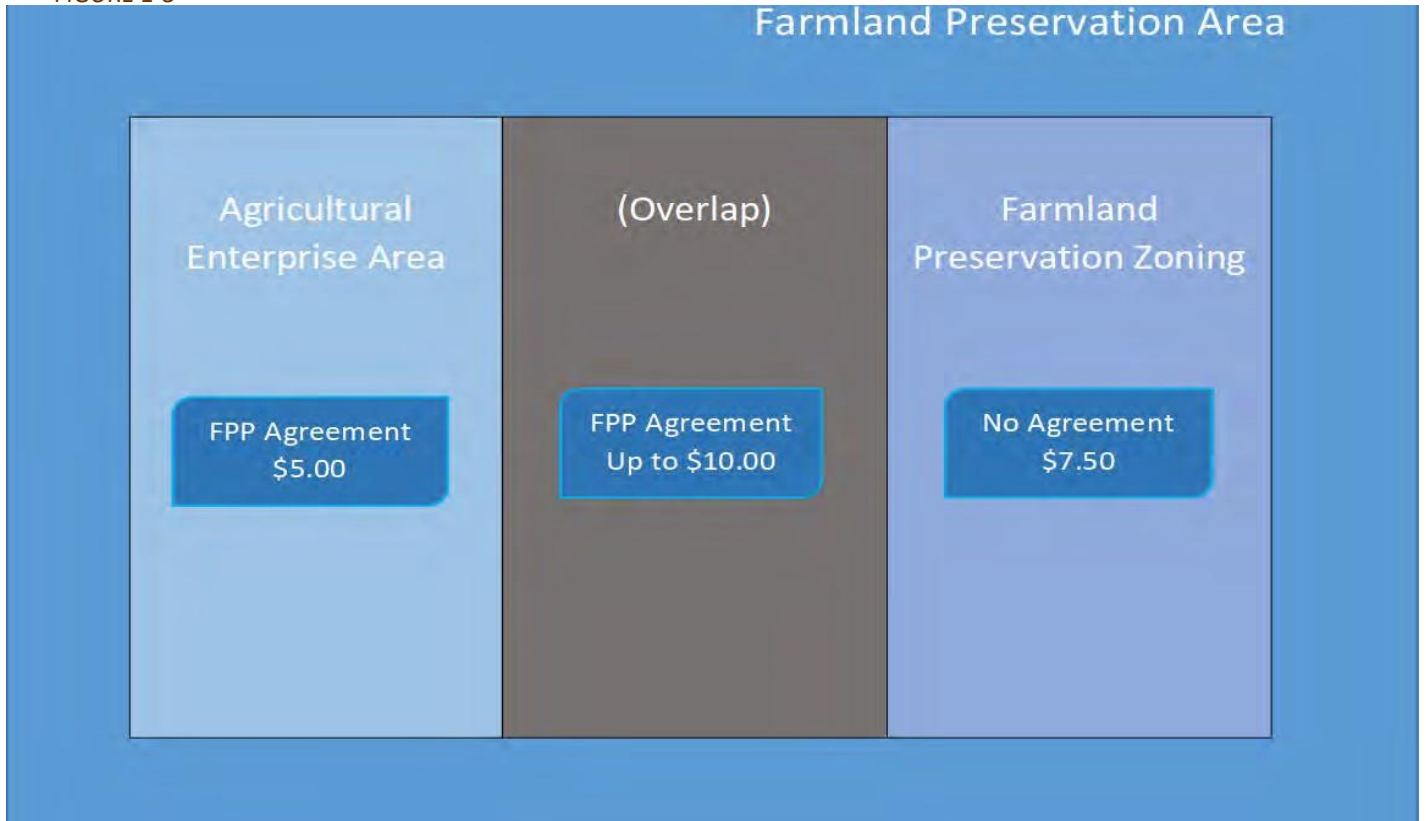 Farmland Preservation Area
Agricultural
Enterprise Area
FPP Agreement
$5.00
(Overlap)
FPP Agreement
Up to $10.00
Farmland
Preservation Zoning
No Agreement
$7.50